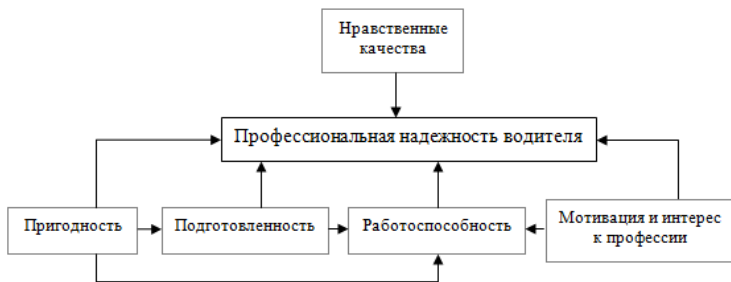 Нравственные
качества
Профессиональная надежность водителя
Пригодность
Подготовленность
Работоспособность
Мотивация и интерес
к профессии